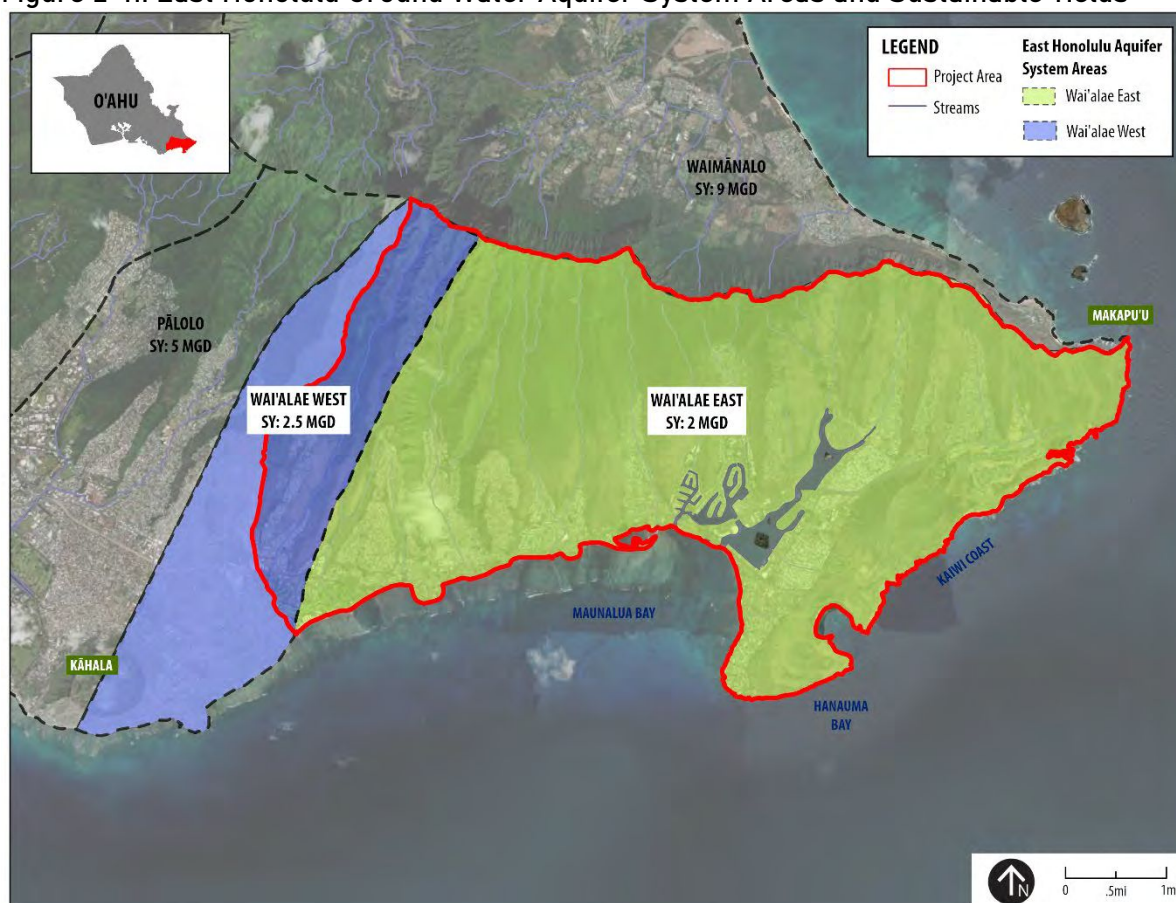 O'AHU
LEGEND
Project Area
Streams
East Honolulu Aquifer
System Areas
Wai'alae East
Wai'alae West
WAIMĀNALO
SY: 9 MGD
MAKAPU'U
PĀLOLO
SY: 5 MGD
WAI'ALAE WEST
SY: 2.5 MGD
WAI'ALAE EAST
SY: 2 MGD
KAIWI COAST
MAUNALUA BAY
KĀHALA
HANAUMA
BAY
N
0 .5mi 1m